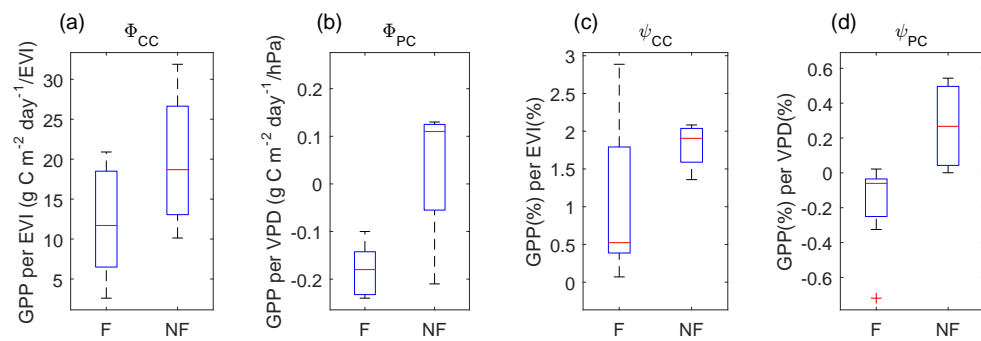 (a)
Φ_CC
GPP per EVI (g C m⁻² day⁻¹/EVI)
30
25
20
15
10
5
F NF
(b)
Φ_PC
GPP per VPD (g C m⁻² day⁻¹/hPa)
0.2
0.1
0
-0.1
-0.2
F NF
(c)
ψ_CC
GPP(%) per EVI(%)
3
2.5
2
1.5
1
0.5
0
F NF
(d)
ψ_PC
GPP(%) per VPD(%)
0.6
0.4
0.2
0
-0.2
-0.4
-0.6
F NF